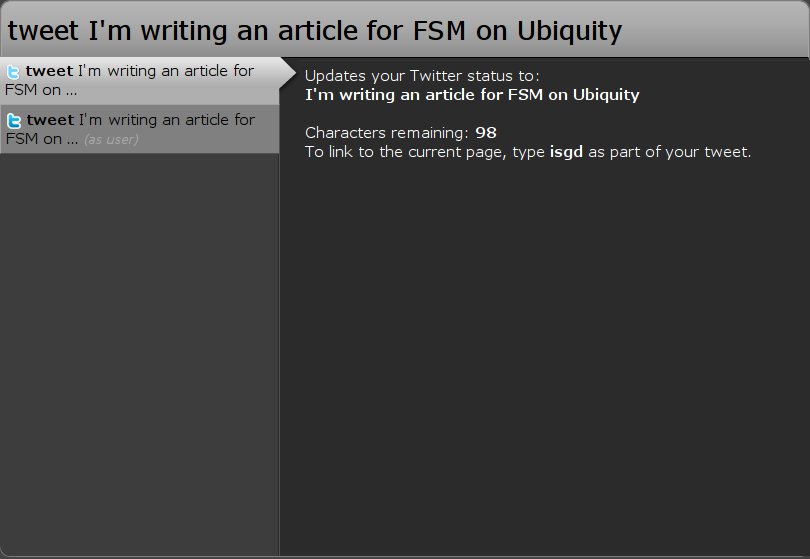 tweet I'm writing an article for FSM on Ubiquity
tweet I'm writing an article for
FSM on ...
tweet I'm writing an article for
FSM on ... (as user)
Updates your Twitter status to:
I'm writing an article for FSM on Ubiquity
Characters remaining: 98
To link to the current page, type isgd as part of your tweet.